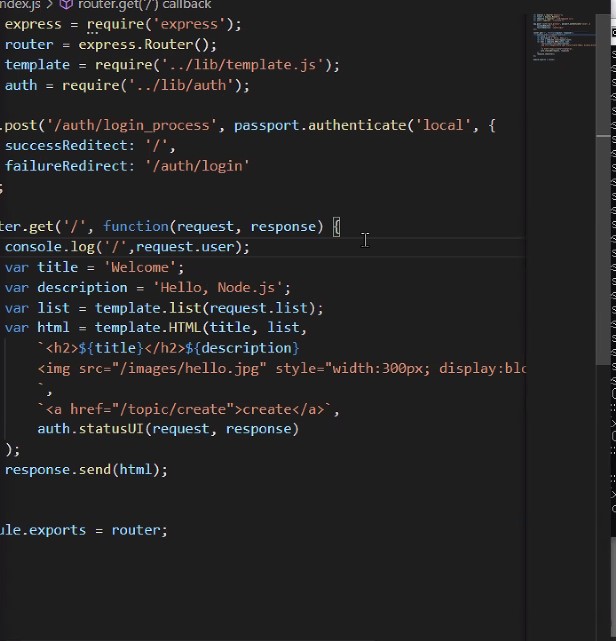 ndex.js > router.get('/') callback
express = require('express');
router = express.Router();
template = require('../lib/template.js');
auth = require('../lib/auth');
.post('/auth/login_process', passport.authenticate('local', {
successReditect: '/',
failureRedirect: '/auth/login'
;
ter.get('/', function(request, response) {
console.log('/',request.user);
var title = 'Welcome';
var description = 'Hello, Node.js';
var list = template.list(request.list);
var html = template.HTML(title, list,
`<h2>${title}</h2>${description}
<img src="/images/hello.jpg" style="width:300px; display:blo
`,
`<a href="/topic/create">create</a>`,
auth.statusUI(request, response)
);
response.send(html);
ule.exports = router;